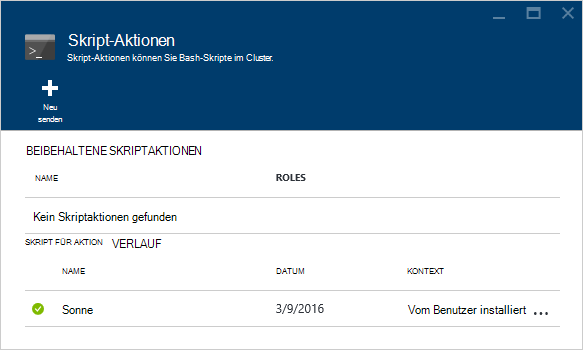 Skript-Aktionen
Skript-Aktionen können Sie Bash-Skripte im Cluster.
Neu
senden
BEIBEHALTENE SKRIPTAKTIONEN
NAME ROLES
Kein Skriptaktionen gefunden
SKRIPT FÜR AKTION VERLAUF
NAME DATUM KONTEXT
Sonne 3/9/2016 Vom Benutzer installiert ...